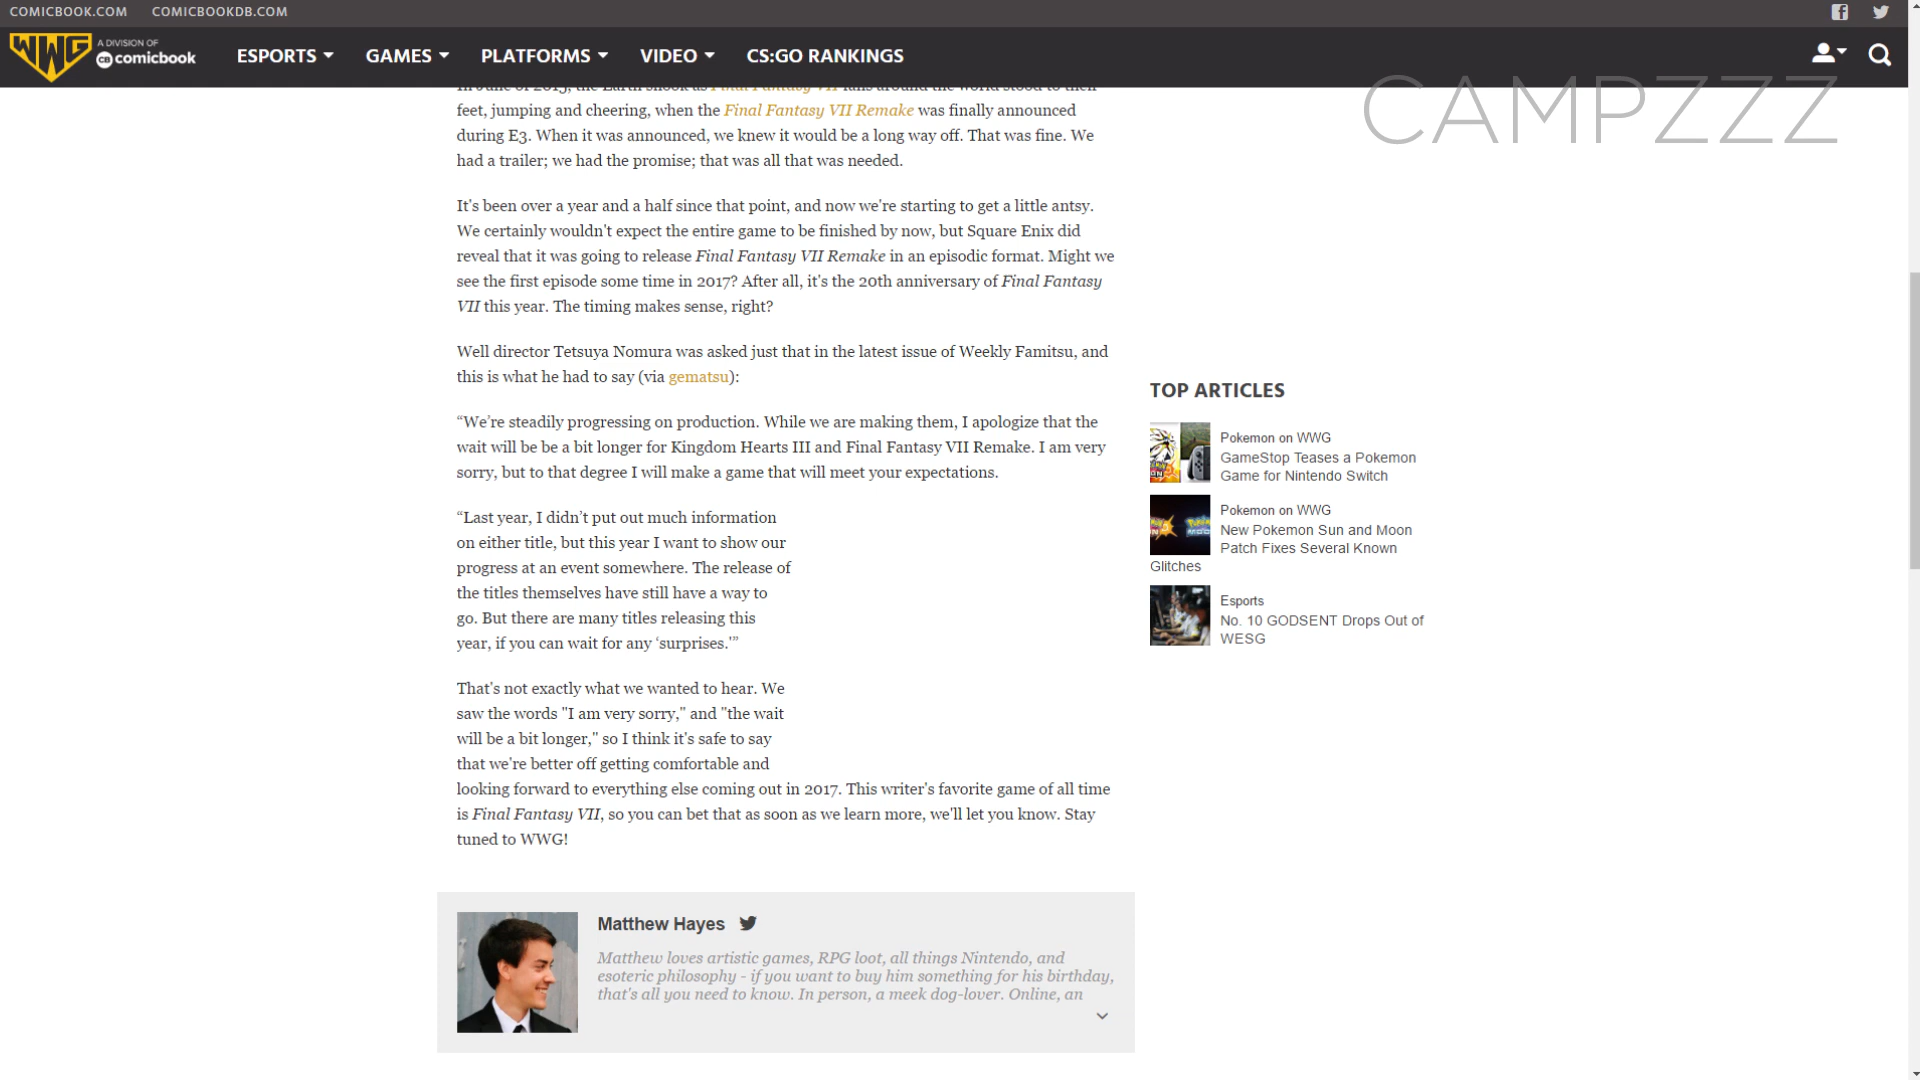 COMICBOOK.COM COMICBOOKDB.COM
WWG A DIVISION OF
CB comicbook
ESPORTS GAMES PLATFORMS VIDEO CS:GO RANKINGS
CAMPZZZ
In June of 2015, the Earth shook as Final Fantasy VII fans around the world stood to their
feet, jumping and cheering, when the Final Fantasy VII Remake was finally announced
during E3. When it was announced, we knew it would be a long way off. That was fine. We
had a trailer; we had the promise; that was all that was needed.
It's been over a year and a half since that point, and now we're starting to get a little antsy.
We certainly wouldn't expect the entire game to be finished by now, but Square Enix did
reveal that it was going to release Final Fantasy VII Remake in an episodic format. Might we
see the first episode some time in 2017? After all, it's the 20th anniversary of Final Fantasy
VII this year. The timing makes sense, right?
Well director Tetsuya Nomura was asked just that in the latest issue of Weekly Famitsu, and
this is what he had to say (via gematsu):
“We’re steadily progressing on production. While we are making them, I apologize that the
wait will be be a bit longer for Kingdom Hearts III and Final Fantasy VII Remake. I am very
sorry, but to that degree I will make a game that will meet your expectations.
“Last year, I didn’t put out much information
on either title, but this year I want to show our
progress at an event somewhere. The release of
the titles themselves have still have a way to
go. But there are many titles releasing this
year, if you can wait for any ‘surprises.'”
That's not exactly what we wanted to hear. We
saw the words "I am very sorry," and "the wait
will be a bit longer," so I think it's safe to say
that we're better off getting comfortable and
looking forward to everything else coming out in 2017. This writer's favorite game of all time
is Final Fantasy VII, so you can bet that as soon as we learn more, we'll let you know. Stay
tuned to WWG!
TOP ARTICLES
Pokemon on WWG
GameStop Teases a Pokemon
Game for Nintendo Switch
Pokemon on WWG
New Pokemon Sun and Moon
Patch Fixes Several Known
Glitches
Esports
No. 10 GODSENT Drops Out of
WESG
Matthew Hayes
Matthew loves artistic games, RPG loot, all things Nintendo, and
esoteric philosophy - if you want to buy him something for his birthday,
that's all you need to know. In person, a meek dog-lover. Online, an